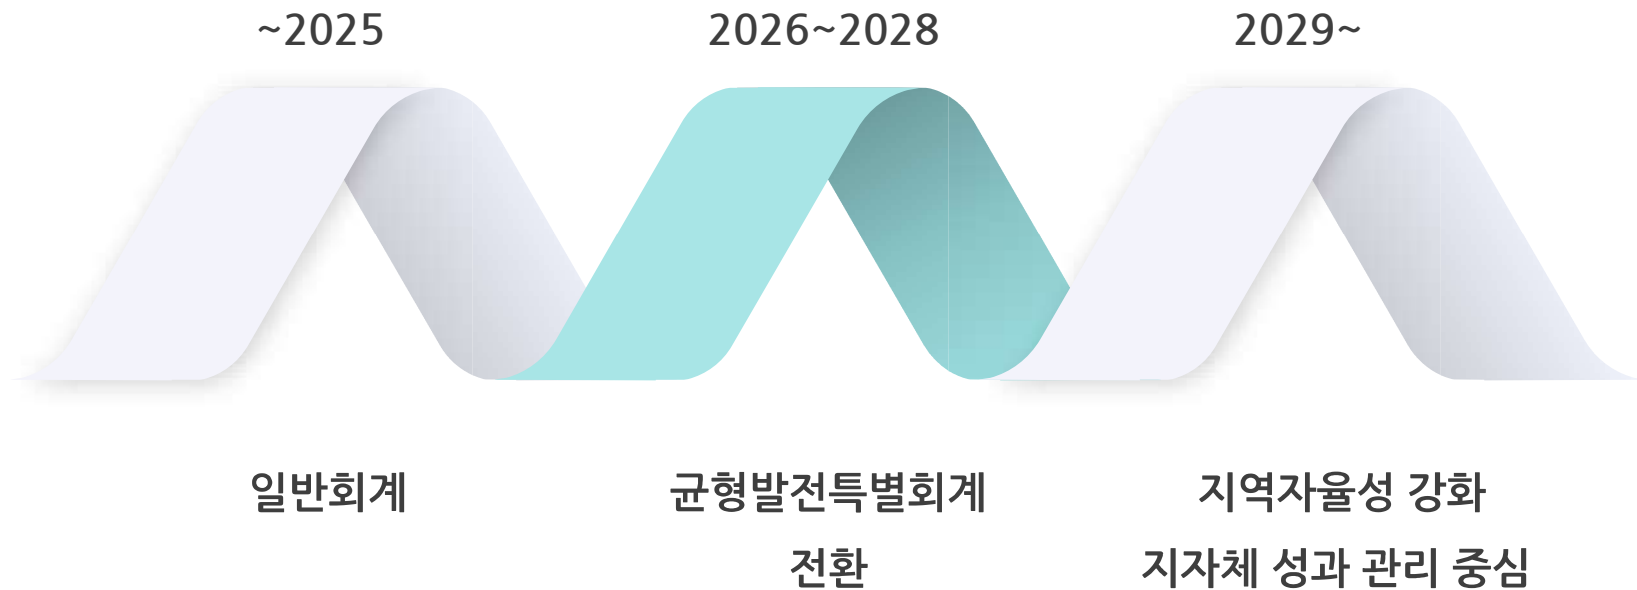 ~2025
2026~2028
2029~
일반회계
균형발전특별회계
전환
지역자율성 강화
지자체 성과 관리 중심